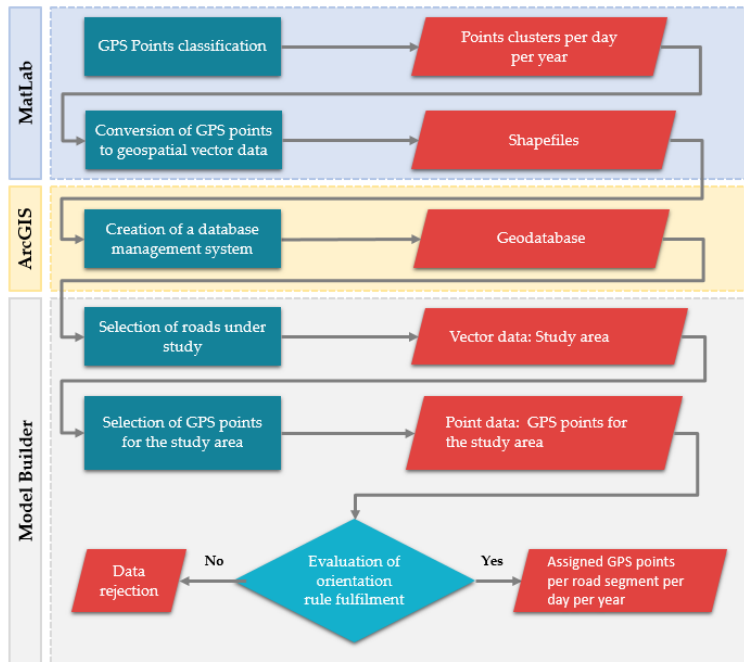 MatLab
GPS Points classification
Points clusters per day
per year
Conversion of GPS points
to geospatial vector data
Shapefiles
ArcGIS
Creation of a database
management system
Geodatabase
Model Builder
Selection of roads under
study
Vector data: Study area
Selection of GPS points
for the study area
Point data: GPS points for
the study area
Evaluation of
orientation
rule fulfilment
No
Data
rejection
Yes
Assigned GPS points
per road segment per
day per year